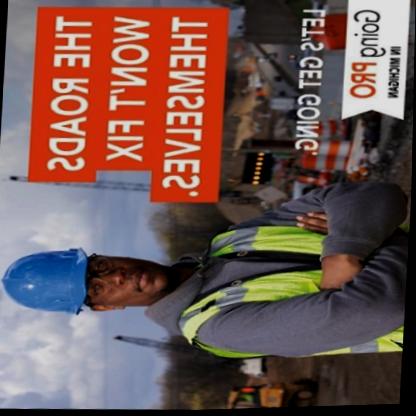 THE ROADS
WON'T FIX
THEMSELVES.
LET'S GET GOING.
Going PRO
IN MICHIGAN